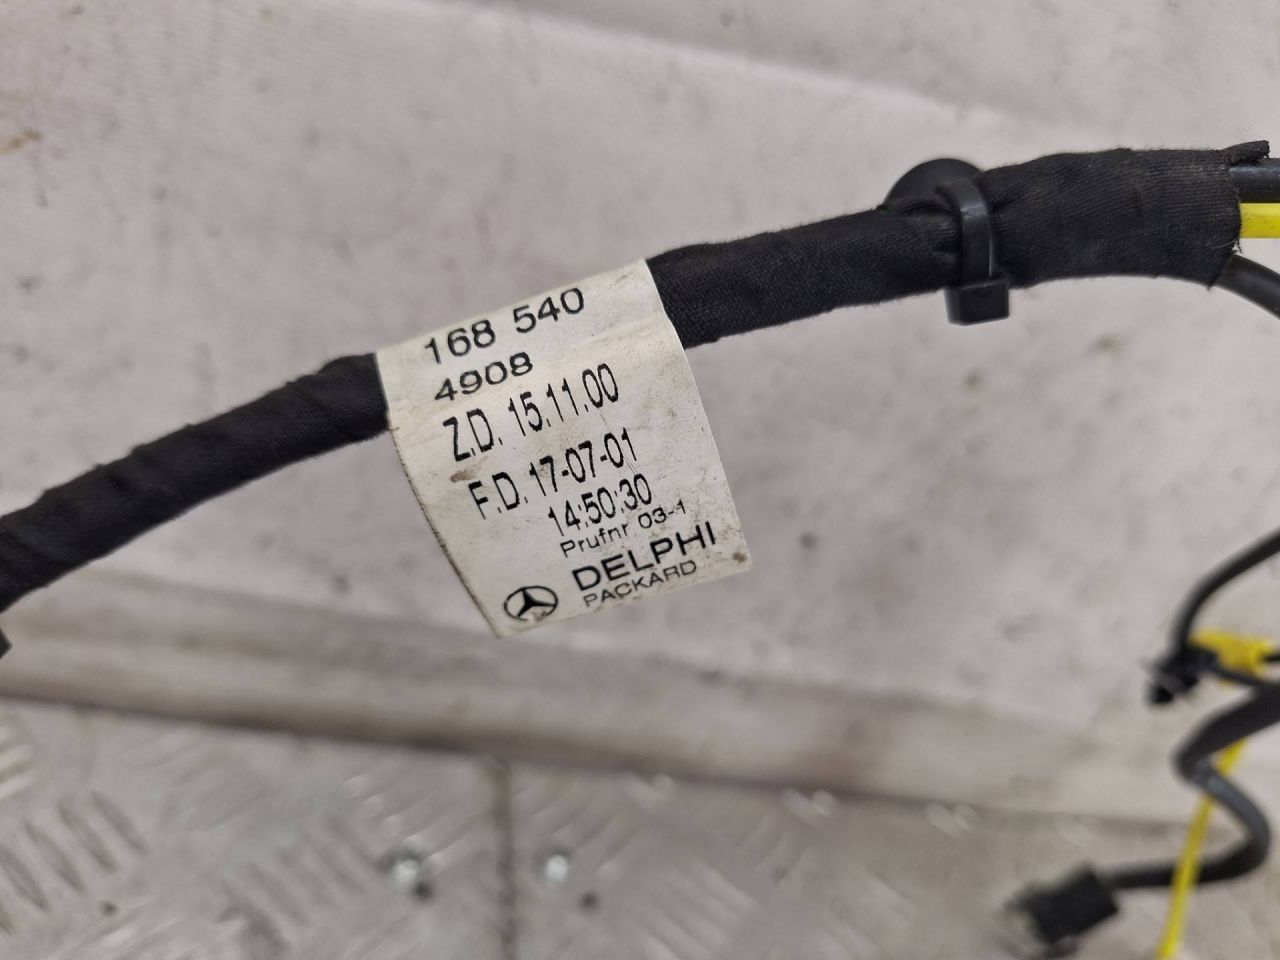 168 540
4908
Z.D. 15.11.00
F.D. 17-07-01
14:50:30
Prufnr 03-1
DELPHI
PACKARD